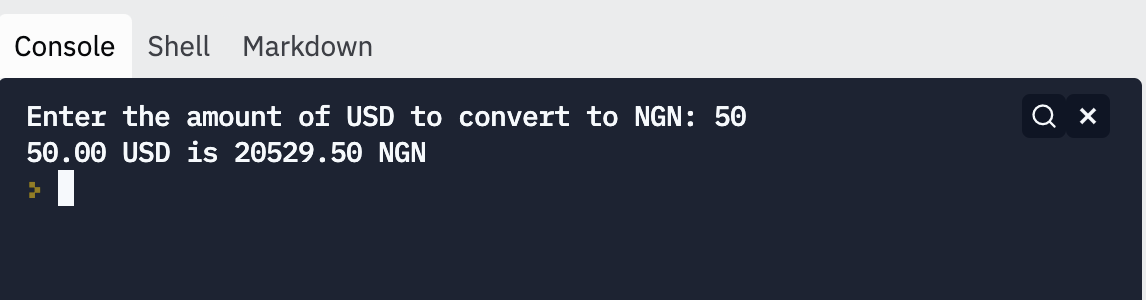 Console Shell Markdown
Enter the amount of USD to convert to NGN: 50
50.00 USD is 20529.50 NGN